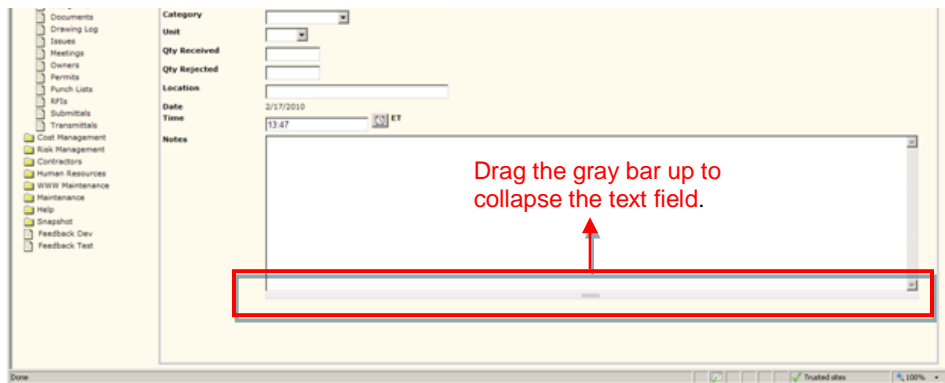 Documents
Drawing Log
Issues
Meetings
Owners
Permits
Punch Lists
RFIs
Submittals
Transmittals
Cost Management
Risk Management
Contractors
Human Resources
WWW Maintenance
Maintenance
Help
Snapshot
Feedback Dev
Feedback Test
Category
Unit
Qty Received
Qty Rejected
Location
Date 2/17/2010
Time 13:47 ET
Notes
Drag the gray bar up to
collapse the text field.
Done Trusted sites 100%